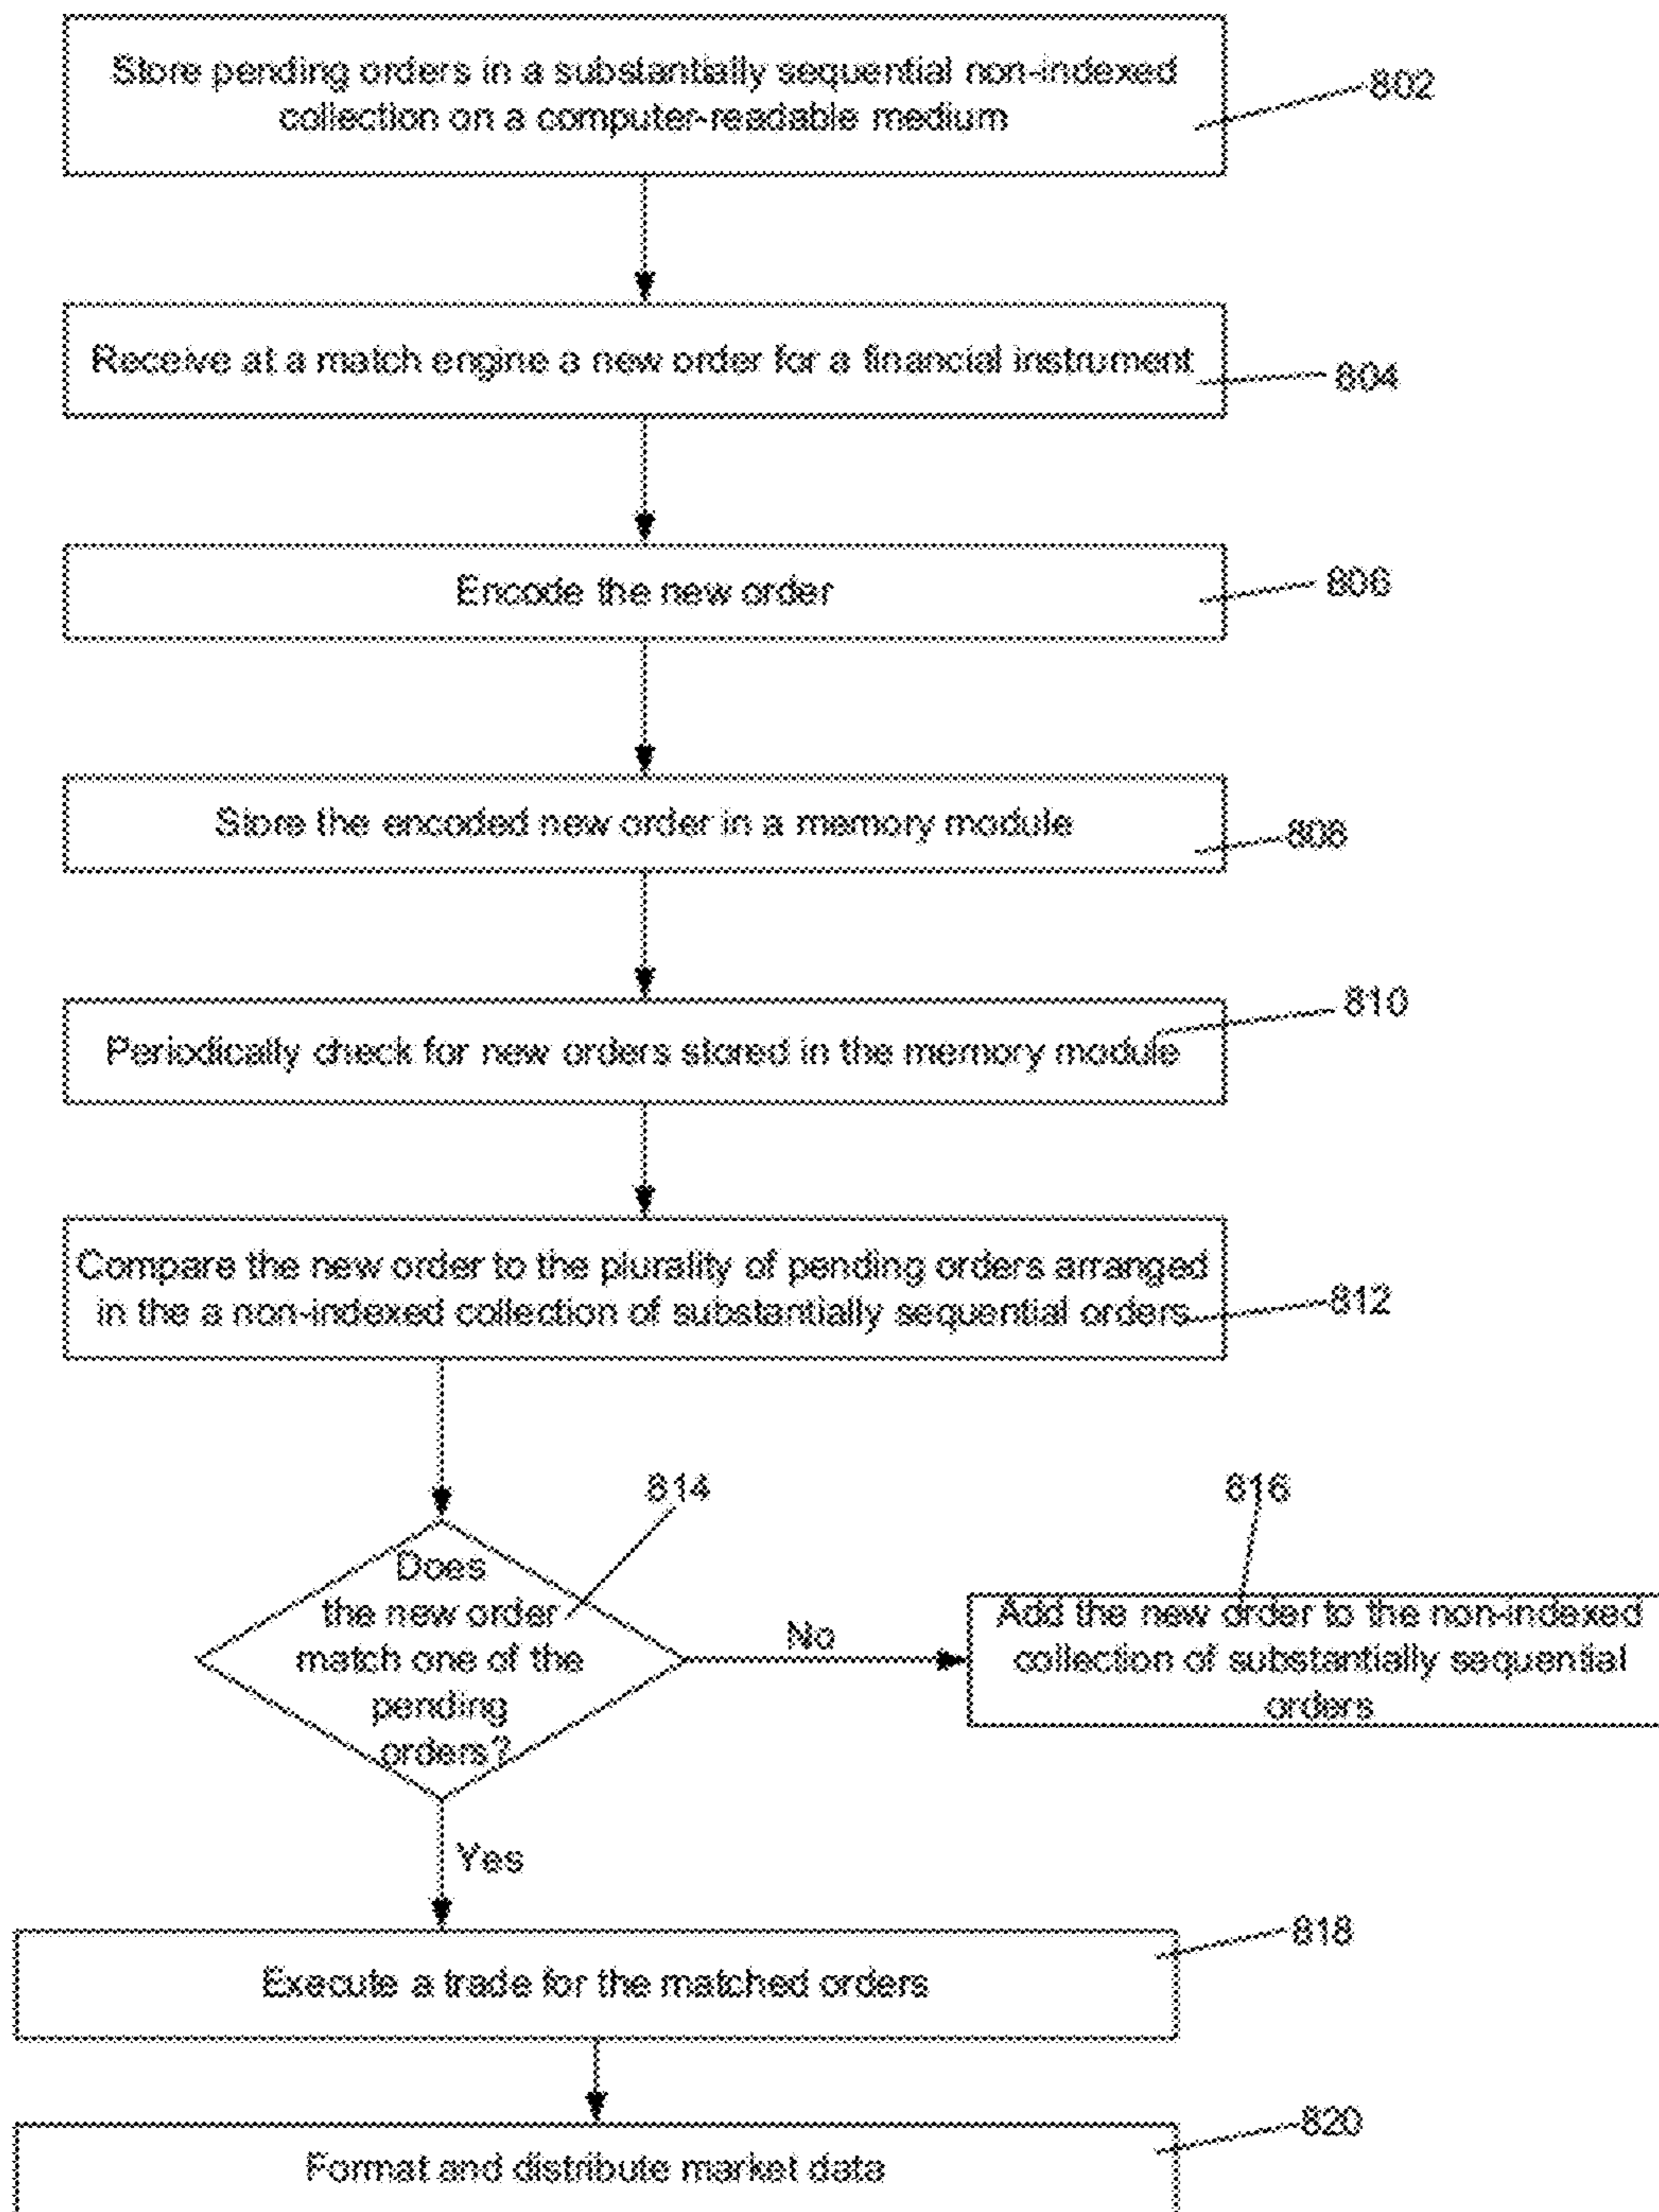 Store pending orders in a substantially sequential non-indexed
collection on a computer-readable medium
802
Receive at a match engine a new order for a financial instrument
804
Encode the new order
806
Store the encoded new order in a memory module
808
Periodically check for new orders stored in the memory module
810
Compare the new order to the plurality of pending orders arranged
in the a non-indexed collection of substantially sequential orders
812
814
816
Does
the new order
match one of the
pending
orders?
No
Add the new order to the non-indexed
collection of substantially sequential
orders
Yes
818
Execute a trade for the matched orders
820
Format and distribute market data